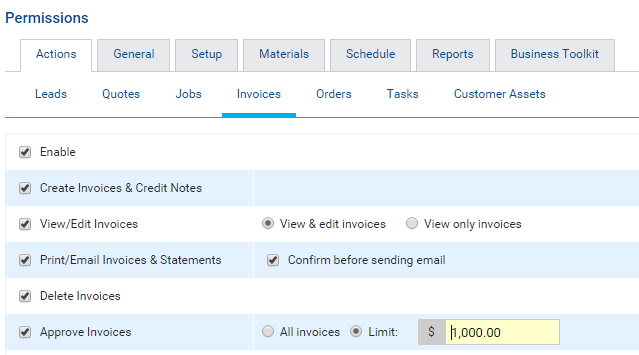 Permissions
Actions General Setup Materials Schedule Reports Business Toolkit
Leads Quotes Jobs Invoices Orders Tasks Customer Assets
Enable
Create Invoices & Credit Notes
View/Edit Invoices View & edit invoices View only invoices
Print/Email Invoices & Statements Confirm before sending email
Delete Invoices
Approve Invoices All invoices Limit: $ 1,000.00